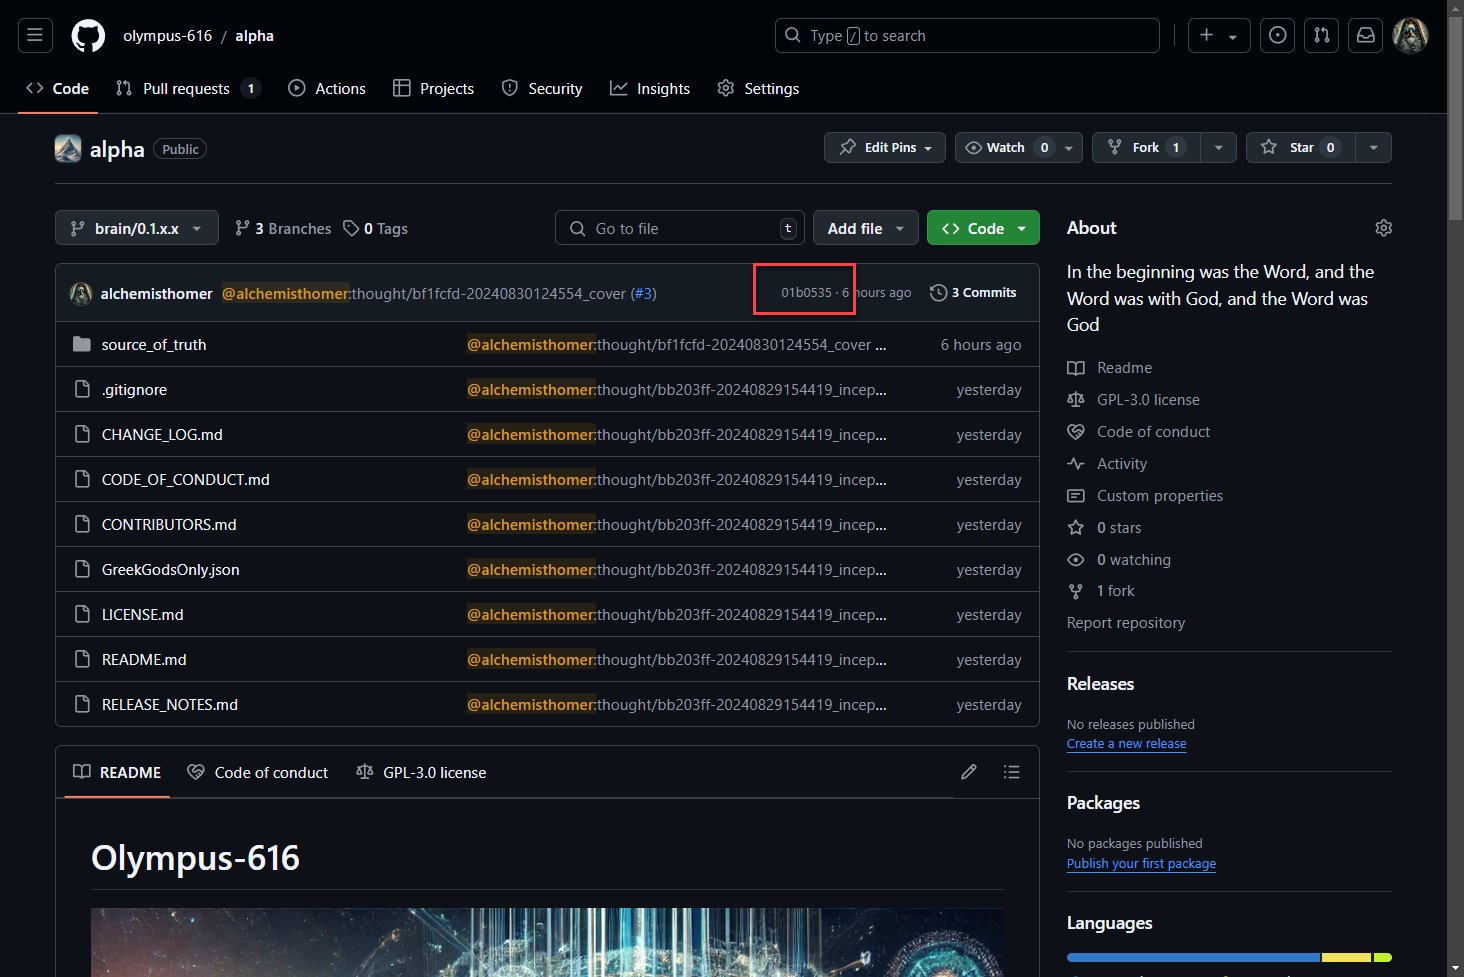 olympus-616 / alpha
Type / to search
Code
Pull requests 1
Actions
Projects
Security
Insights
Settings
alpha Public
Edit Pins
Watch 0
Fork 1
Star 0
brain/0.1.x.x
3 Branches
0 Tags
Go to file t
Add file
Code
alchemisthomer @alchemisthomer:thought/bf1fcfd-20240830124554_cover (#3) 01b0535 · 6 hours ago 3 Commits
source_of_truth @alchemisthomer:thought/bf1fcfd-20240830124554_cover ... 6 hours ago
.gitignore @alchemisthomer:thought/bb203ff-20240829154419_incep... yesterday
CHANGE_LOG.md @alchemisthomer:thought/bb203ff-20240829154419_incep... yesterday
CODE_OF_CONDUCT.md @alchemisthomer:thought/bb203ff-20240829154419_incep... yesterday
CONTRIBUTORS.md @alchemisthomer:thought/bb203ff-20240829154419_incep... yesterday
GreekGodsOnly.json @alchemisthomer:thought/bb203ff-20240829154419_incep... yesterday
LICENSE.md @alchemisthomer:thought/bb203ff-20240829154419_incep... yesterday
README.md @alchemisthomer:thought/bb203ff-20240829154419_incep... yesterday
RELEASE_NOTES.md @alchemisthomer:thought/bb203ff-20240829154419_incep... yesterday
README
Code of conduct
GPL-3.0 license
Olympus-616
About
In the beginning was the Word, and the
Word was with God, and the Word was
God
Readme
GPL-3.0 license
Code of conduct
Activity
Custom properties
0 stars
0 watching
1 fork
Report repository
Releases
No releases published
Create a new release
Packages
No packages published
Publish your first package
Languages